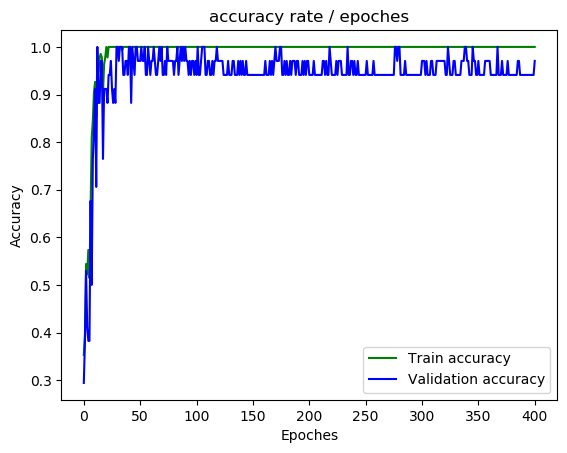 accuracy rate / epoches
1.0
0.9
0.8
0.7
0.6
0.5
0.4
0.3
Accuracy
Train accuracy
Validation accuracy
0 50 100 150 200 250 300 350 400
Epoches